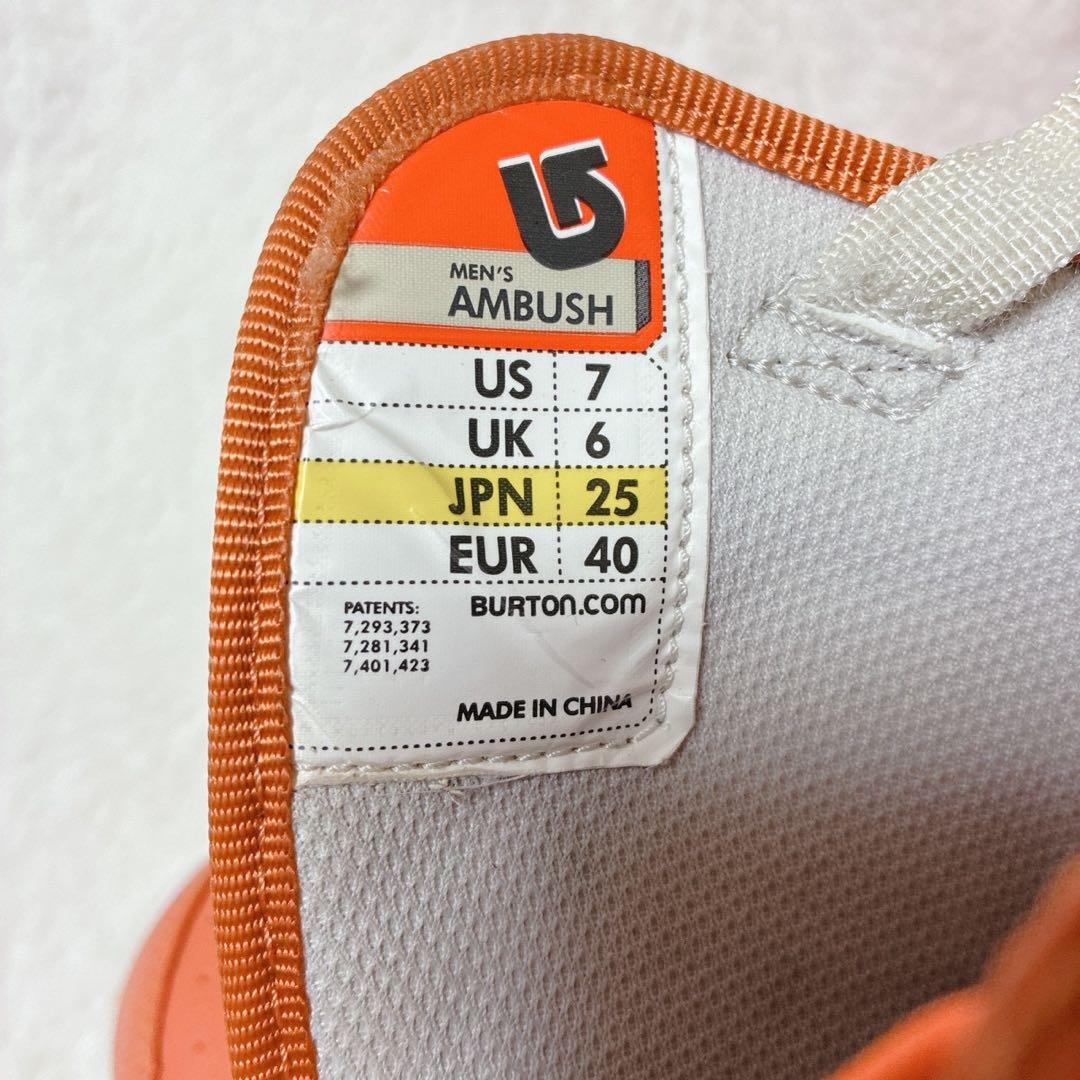 MEN'S
AMBUSH
US 7
UK 6
JPN 25
EUR 40
BURTON.COM
PATENTS:
7,293,373
7,281,341
7,401,423
MADE IN CHINA